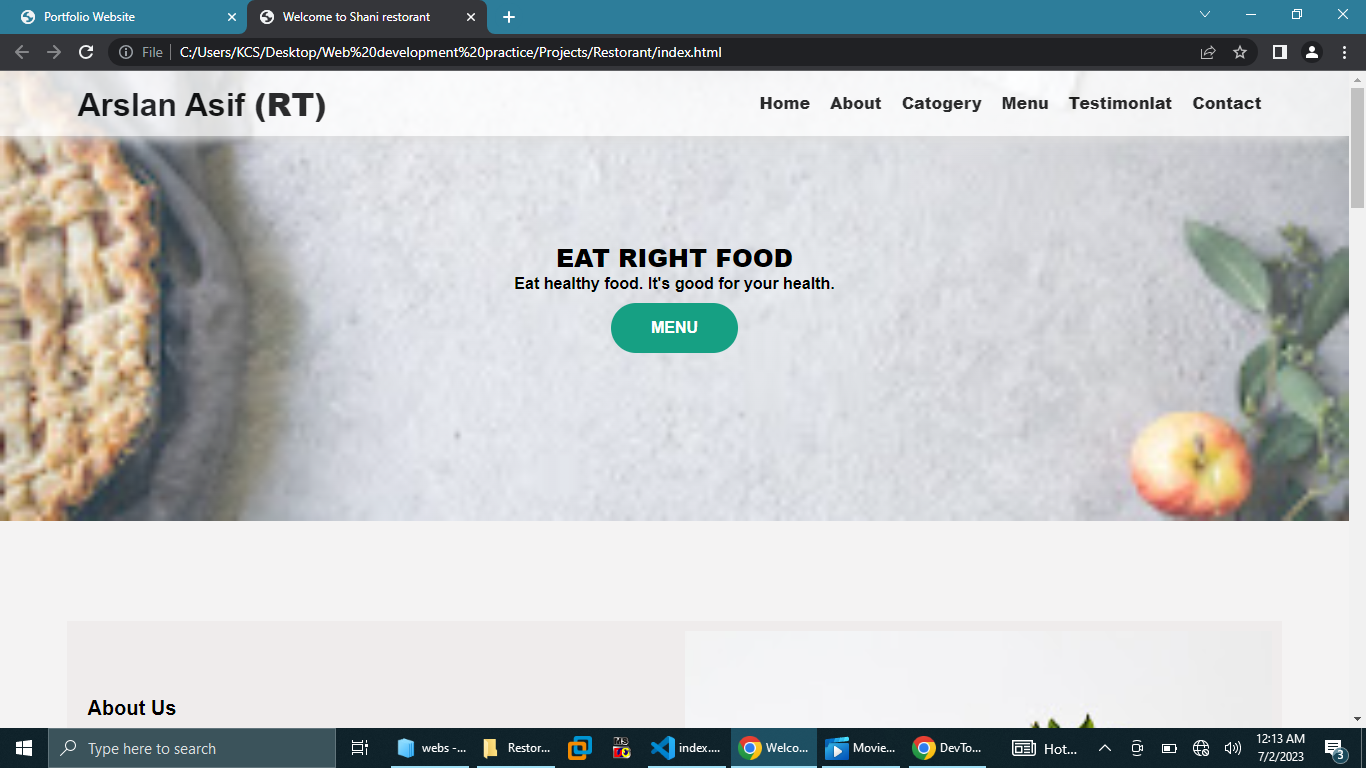 Portfolio Website
Welcome to Shani restorant
File
C:/Users/KCS/Desktop/Web%20development%20practice/Projects/Restorant/index.html
Arslan Asif (RT)
Home About Catogery Menu Testimonlat Contact
EAT RIGHT FOOD
Eat healthy food. It's good for your health.
MENU
About Us
Type here to search
webs -...
Restor...
index....
Welco...
Movie...
DevTo...
Hot...
12:13 AM
7/2/2023
3